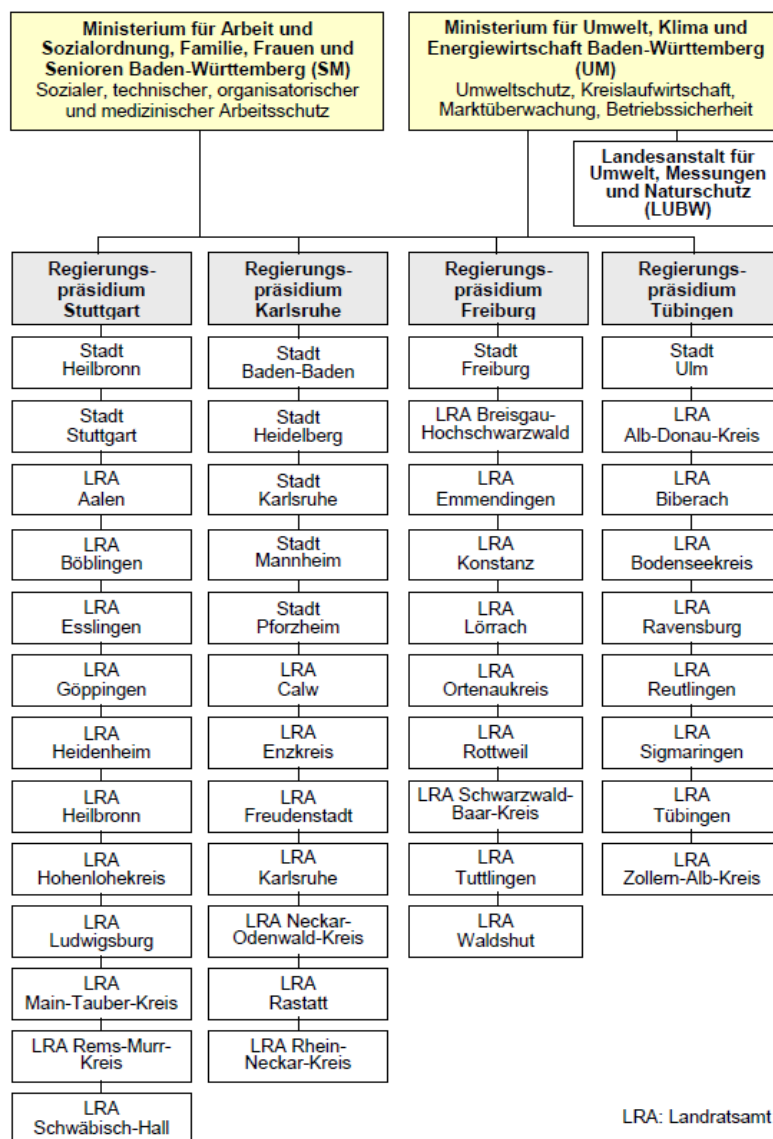 Ministerium für Arbeit und
Sozialordnung, Familie, Frauen und
Senioren Baden-Württemberg (SM)
Sozialer, technischer, organisatorischer
und medizinischer Arbeitsschutz
Ministerium für Umwelt, Klima und
Energiewirtschaft Baden-Württemberg
(UM)
Umweltschutz, Kreislaufwirtschaft,
Marktüberwachung, Betriebssicherheit
Landesanstalt für
Umwelt, Messungen
und Naturschutz
(LUBW)
Regierungs-
präsidium
Stuttgart
Stadt
Heilbronn
Stadt
Stuttgart
LRA
Aalen
LRA
Böblingen
LRA
Esslingen
LRA
Göppingen
LRA
Heidenheim
LRA
Heilbronn
LRA
Hohenlohekreis
LRA
Ludwigsburg
LRA
Main-Tauber-Kreis
LRA Rems-Murr-
Kreis
LRA
Schwäbisch-Hall
Regierungs-
präsidium
Karlsruhe
Stadt
Baden-Baden
Stadt
Heidelberg
Stadt
Karlsruhe
Stadt
Mannheim
Stadt
Pforzheim
LRA
Calw
LRA
Enzkreis
LRA
Freudenstadt
LRA
Karlsruhe
LRA Neckar-
Odenwald-Kreis
LRA
Rastatt
LRA Rhein-
Neckar-Kreis
Regierungs-
präsidium
Freiburg
Stadt
Freiburg
LRA Breisgau-
Hochschwarzwald
LRA
Emmendingen
LRA
Konstanz
LRA
Lörrach
LRA
Ortenaukreis
LRA
Rottweil
LRA Schwarzwald-
Baar-Kreis
LRA
Tuttlingen
LRA
Waldshut
Regierungs-
präsidium
Tübingen
Stadt
Ulm
LRA
Alb-Donau-Kreis
LRA
Biberach
LRA
Bodenseekreis
LRA
Ravensburg
LRA
Reutlingen
LRA
Sigmaringen
LRA
Tübingen
LRA
Zollern-Alb-Kreis
LRA: Landratsamt